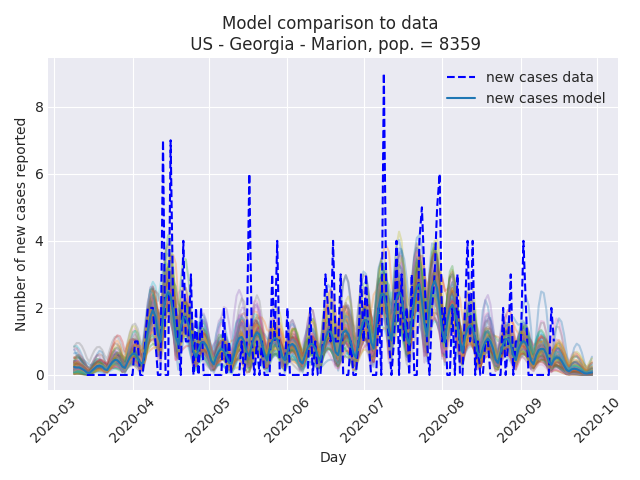 Model comparison to data
US - Georgia - Marion, pop. = 8359
new cases data
new cases model
Number of new cases reported
8
6
4
2
0
2020-03
2020-04
2020-05
2020-06
2020-07
2020-08
2020-09
2020-10
Day